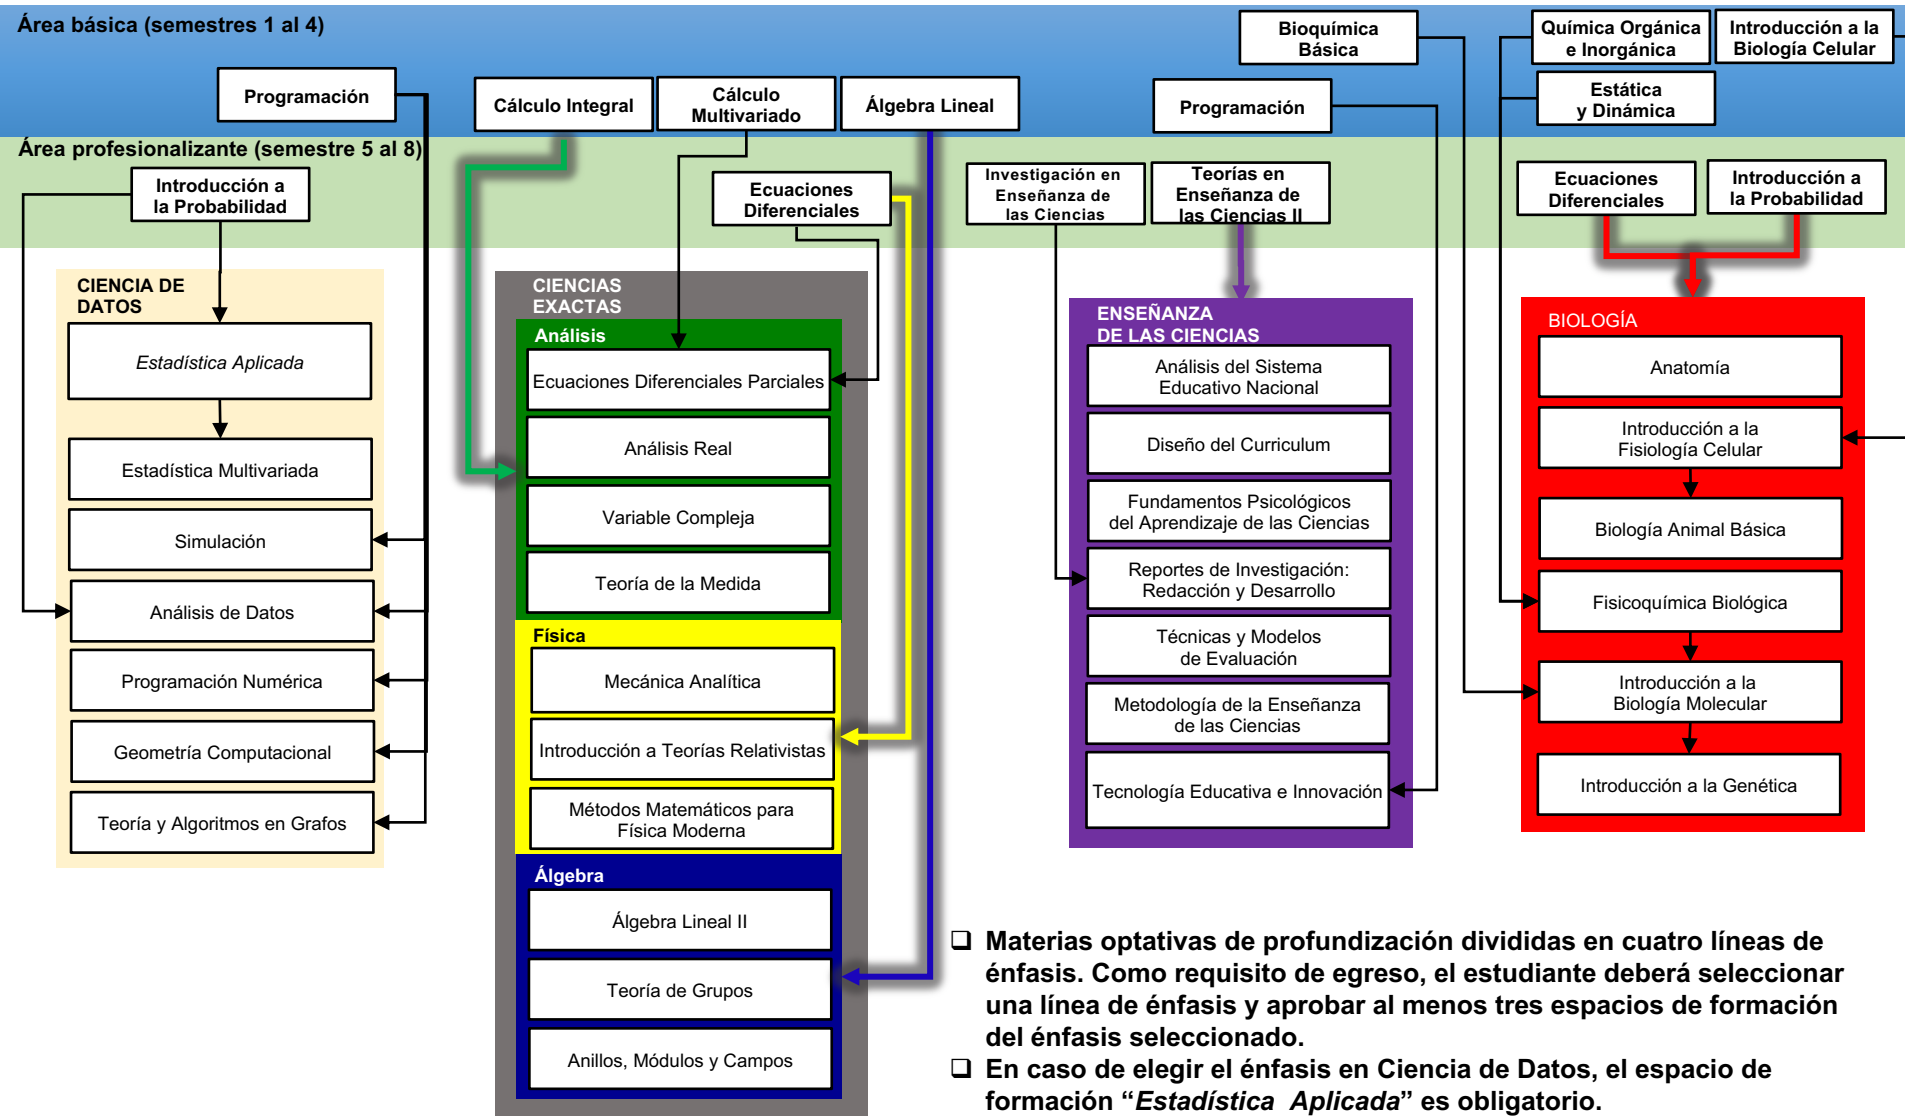 Área básica (semestres 1 al 4)
Bioquímica
Básica
Química Orgánica
e Inorgánica
Introducción a la
Biología Celular
Programación
Cálculo Integral
Cálculo
Multivariado
Álgebra Lineal
Programación
Estática
y Dinámica
Área profesionalizante (semestre 5 al 8)
Introducción a
la Probabilidad
Ecuaciones
Diferenciales
Investigación en
Enseñanza de
las Ciencias
Teorías en
Enseñanza de
las Ciencias II
Ecuaciones
Diferenciales
Introducción a
la Probabilidad
CIENCIA DE
DATOS
Estadística Aplicada
Estadística Multivariada
Simulación
Análisis de Datos
Programación Numérica
Geometría Computacional
Teoría y Algoritmos en Grafos
CIENCIAS
EXACTAS
Análisis
Ecuaciones Diferenciales Parciales
Análisis Real
Variable Compleja
Teoría de la Medida
Física
Mecánica Analítica
Introducción a Teorías Relativistas
Métodos Matemáticos para
Física Moderna
Álgebra
Álgebra Lineal II
Teoría de Grupos
Anillos, Módulos y Campos
ENSEÑANZA
DE LAS CIENCIAS
Análisis del Sistema
Educativo Nacional
Diseño del Curriculum
Fundamentos Psicológicos
del Aprendizaje de las Ciencias
Reportes de Investigación:
Redacción y Desarrollo
Técnicas y Modelos
de Evaluación
Metodología de la Enseñanza
de las Ciencias
Tecnología Educativa e Innovación
BIOLOGÍA
Anatomía
Introducción a la
Fisiología Celular
Biología Animal Básica
Fisicoquímica Biológica
Introducción a la
Biología Molecular
Introducción a la Genética
❑ Materias optativas de profundización divididas en cuatro líneas de
énfasis. Como requisito de egreso, el estudiante deberá seleccionar
una línea de énfasis y aprobar al menos tres espacios de formación
del énfasis seleccionado.
❑ En caso de elegir el énfasis en Ciencia de Datos, el espacio de
formación “Estadística Aplicada” es obligatorio.